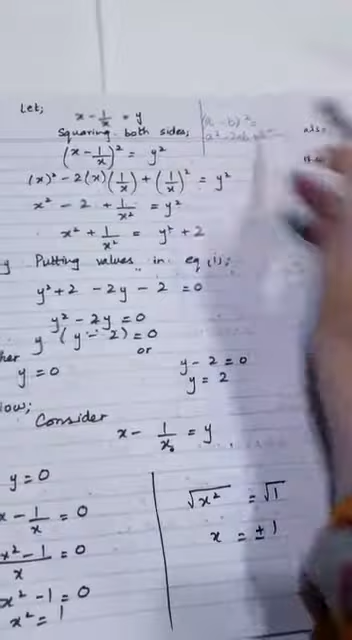 Let;
x - 1/x = y
(a - b)² =
Squaring both sides;
(x - 1/x)² = y²
(x)² - 2(x)(1/x) + (1/x)² = y²
x² - 2 + 1/x² = y²
x² + 1/x² = y² + 2
Putting values in eq (i);
y² + 2 - 2y - 2 = 0
y² - 2y = 0
y (y - 2) = 0
or
y = 0
y - 2 = 0
y = 2
Consider
x - 1/x = y
y = 0
x - 1/x = 0
x² - 1/x = 0
x² - 1 = 0
x² = 1
√x² = √1
x = ± 1